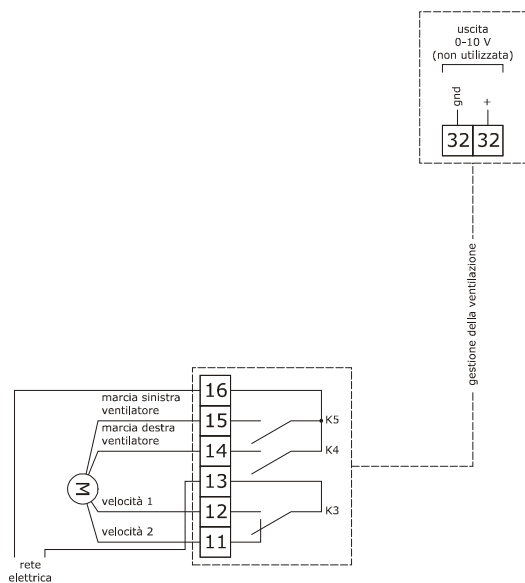 uscita
0-10 V
(non utilizzata)
gnd
+
32 32
gestione della ventilazione
16
marcia sinistra
ventilatore
15
K5
marcia destra
ventilatore
14
K4
13
M
velocità 1
12
K3
velocità 2
11
rete
elettrica